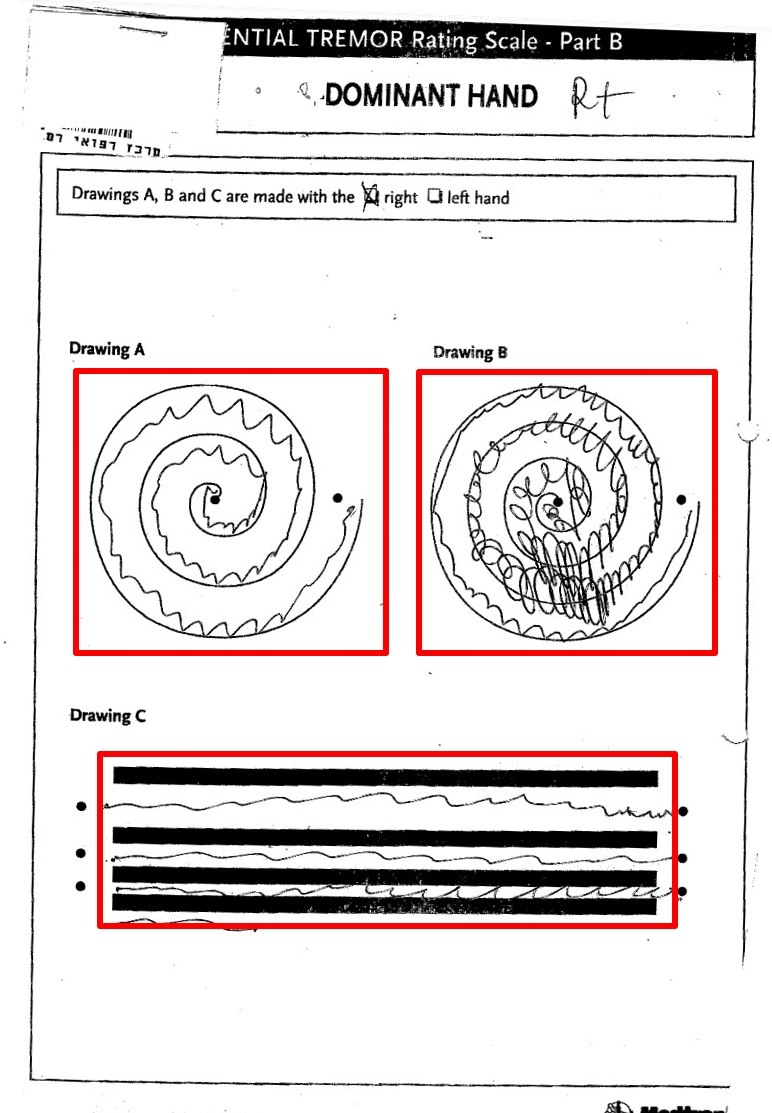 ENTIAL TREMOR Rating Scale - Part B
DOMINANT HAND Rt
מרכז רפואי רמ
Drawings A, B and C are made with the right left hand
Drawing A
Drawing B
Drawing C